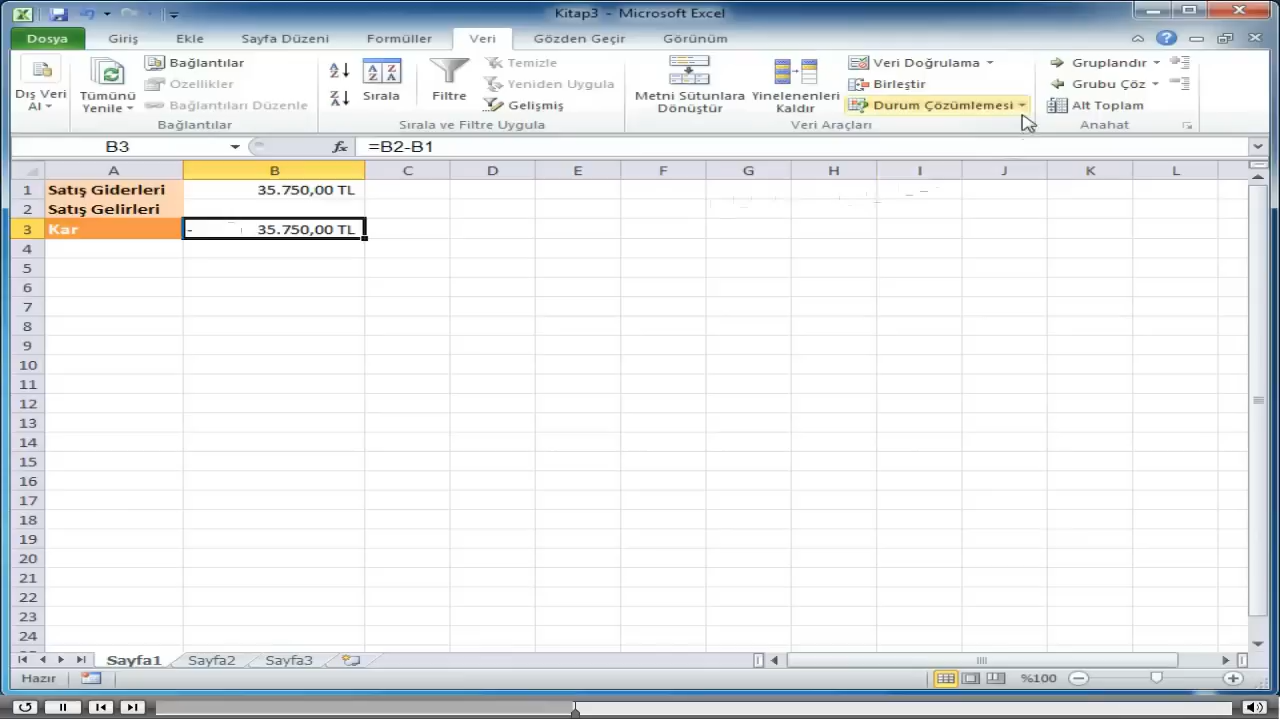 Kitap3 - Microsoft Excel
Dosya Giriş Ekle Sayfa Düzeni Formüller Veri Gözden Geçir Görünüm
Dış Veri Al
Tümünü Yenile
Bağlantılar
Özellikler
Bağlantıları Düzenle
Bağlantılar
Sırala
Filtre
Temizle
Yeniden Uygula
Gelişmiş
Sırala ve Filtre Uygula
Metni Sütunlara Dönüştür
Yinelenenleri Kaldır
Veri Doğrulama
Birleştir
Durum Çözümlemesi
Veri Araçları
Gruplandır
Grubu Çöz
Alt Toplam
Anahat
B3 fx =B2-B1
A B C D E F G H I J K L
1 Satış Giderleri 35.750,00 TL
2 Satış Gelirleri
3 Kar - 35.750,00 TL
4
5
6
7
8
9
10
11
12
13
14
15
16
17
18
19
20
21
22
23
24
Sayfa1 Sayfa2 Sayfa3
Hazır %100